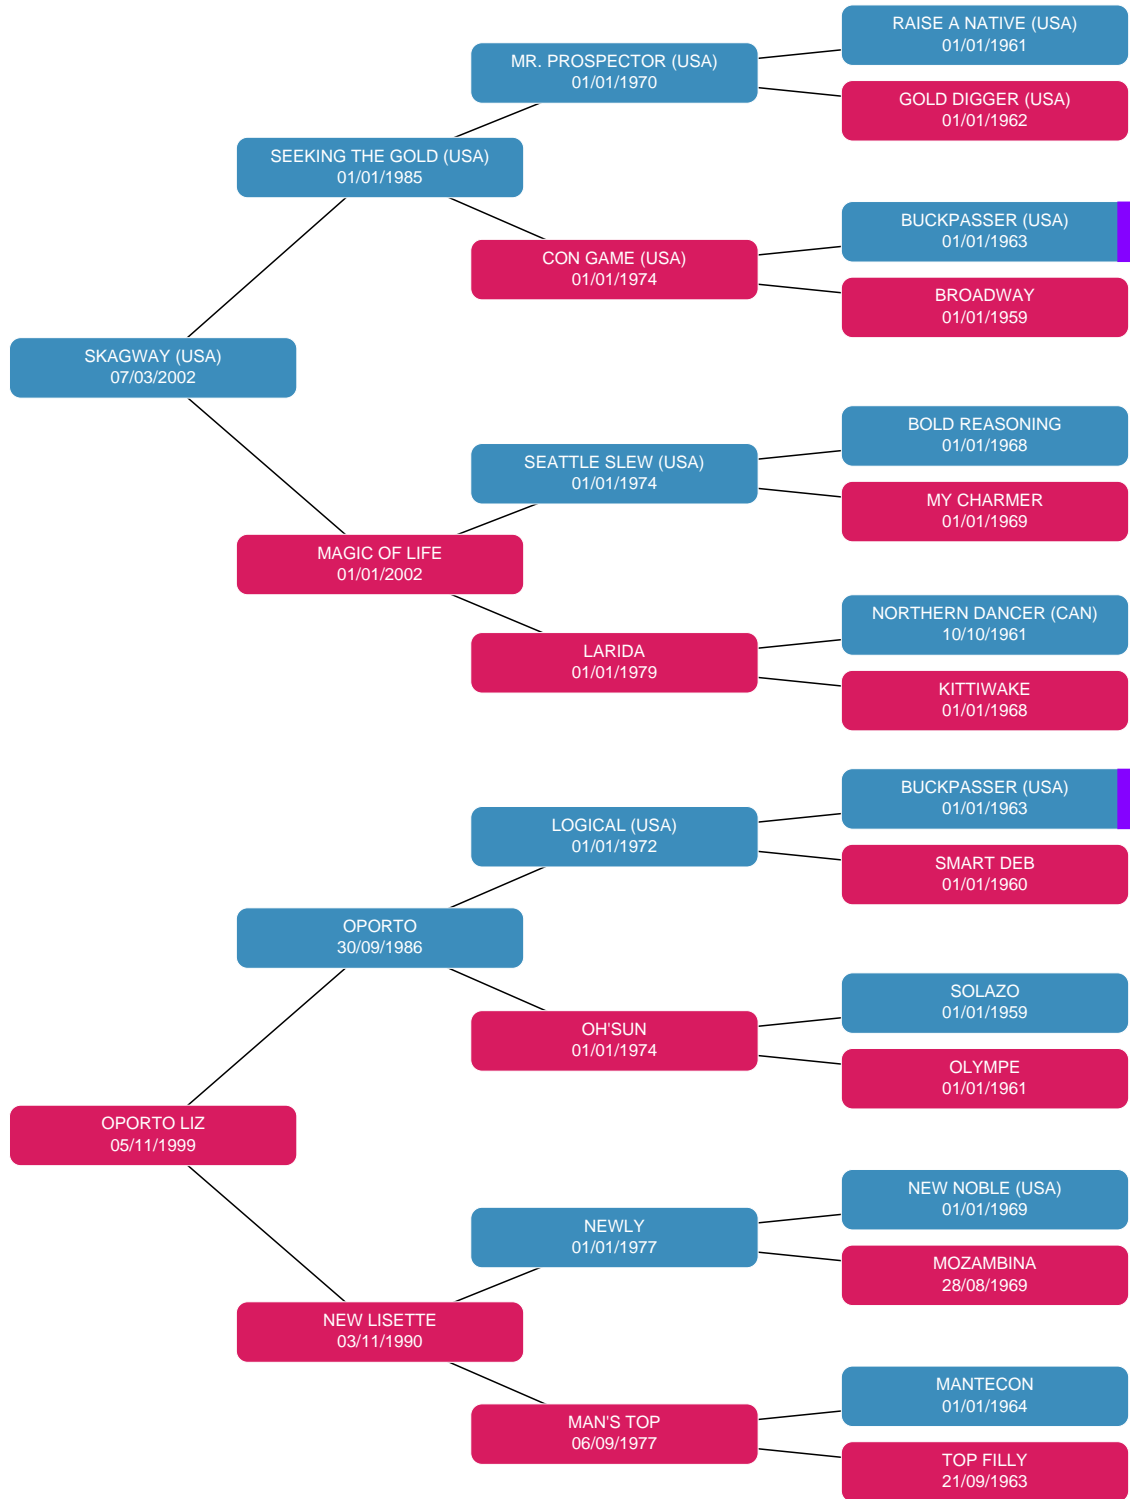 RAISE A NATIVE (USA)
01/01/1961
MR. PROSPECTOR (USA)
01/01/1970
GOLD DIGGER (USA)
01/01/1962
SEEKING THE GOLD (USA)
01/01/1985
BUCKPASSER (USA)
01/01/1963
CON GAME (USA)
01/01/1974
BROADWAY
01/01/1959
SKAGWAY (USA)
07/03/2002
BOLD REASONING
01/01/1968
SEATTLE SLEW (USA)
01/01/1974
MY CHARMER
01/01/1969
MAGIC OF LIFE
01/01/2002
NORTHERN DANCER (CAN)
10/10/1961
LARIDA
01/01/1979
KITTIWAKE
01/01/1968
BUCKPASSER (USA)
01/01/1963
LOGICAL (USA)
01/01/1972
SMART DEB
01/01/1960
OPORTO
30/09/1986
SOLAZO
01/01/1959
OH'SUN
01/01/1974
OLYMPE
01/01/1961
OPORTO LIZ
05/11/1999
NEW NOBLE (USA)
01/01/1969
NEWLY
01/01/1977
MOZAMBINA
28/08/1969
NEW LISETTE
03/11/1990
MANTECON
01/01/1964
MAN'S TOP
06/09/1977
TOP FILLY
21/09/1963